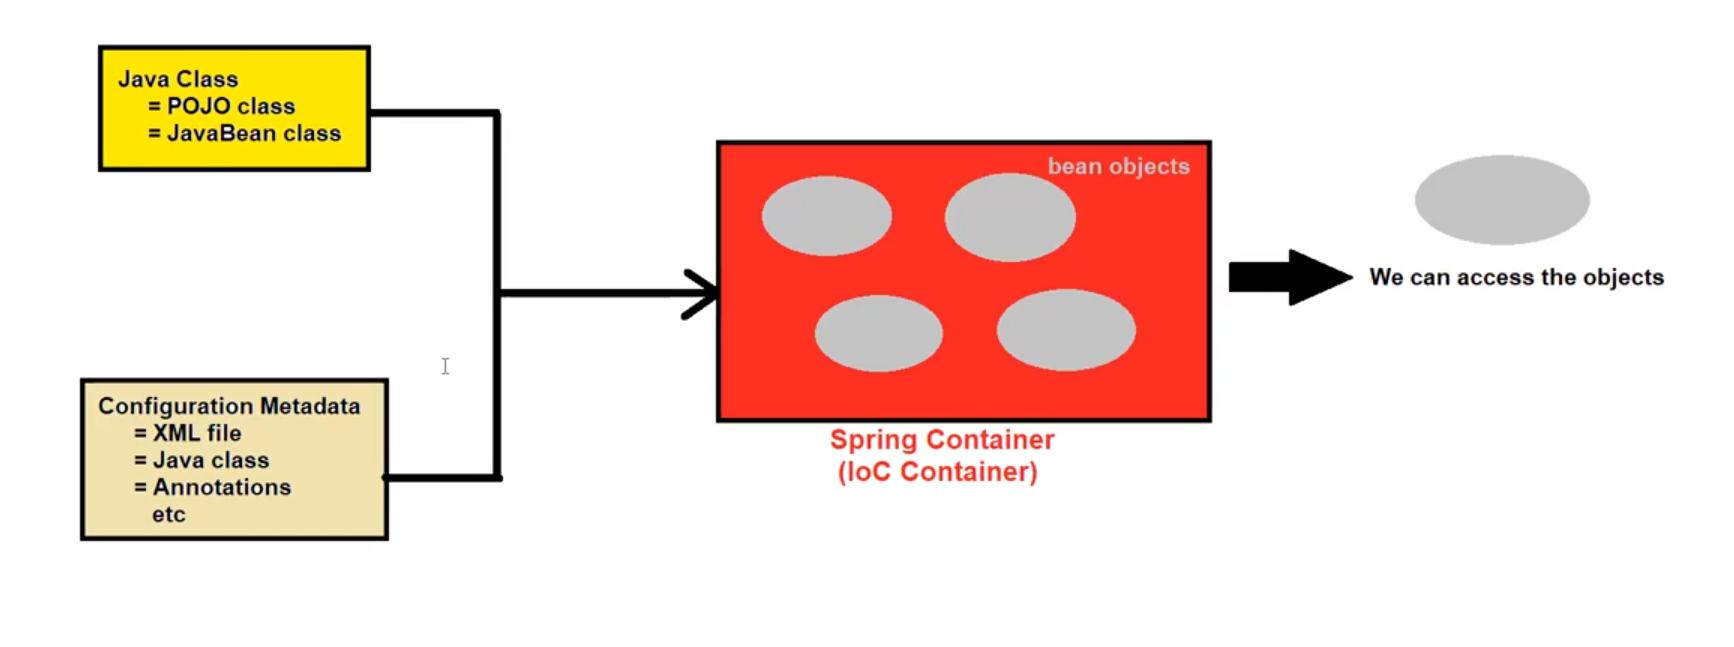 Java Class
= POJO class
= JavaBean class
Configuration Metadata
= XML file
= Java class
= Annotations
etc
bean objects
Spring Container
(IoC Container)
We can access the objects